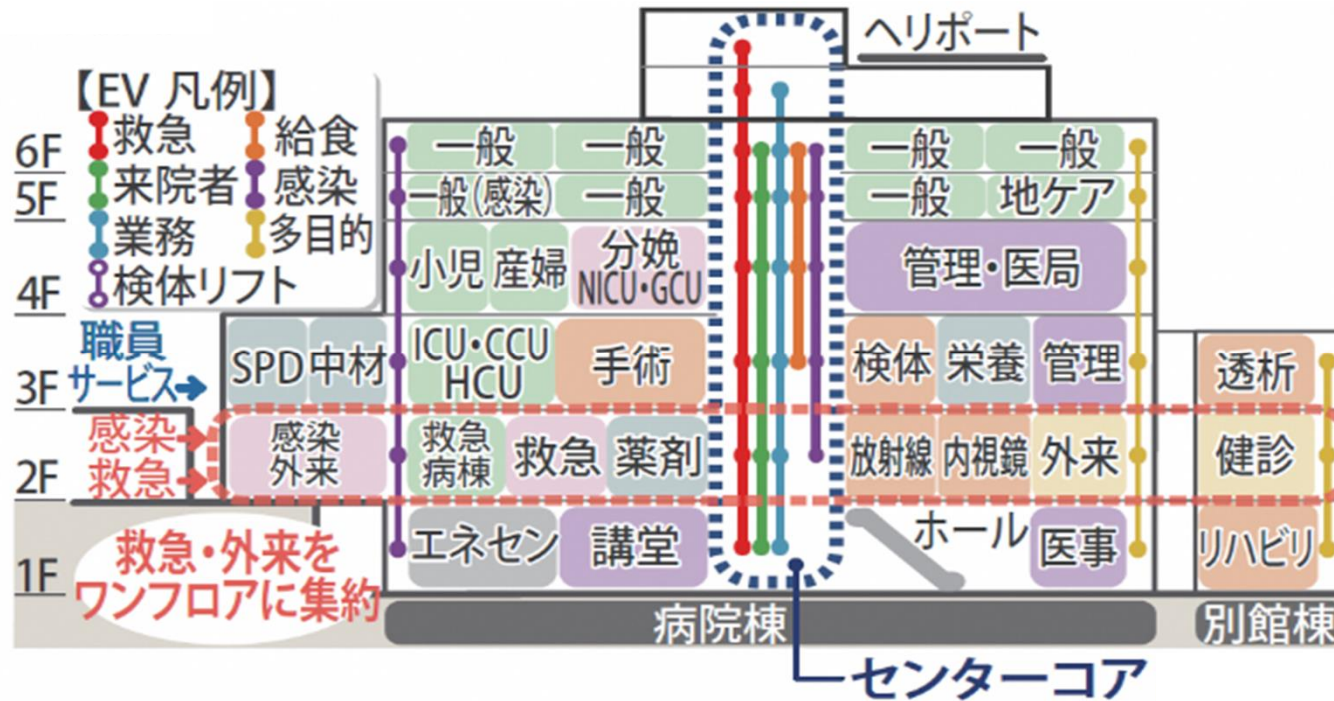 ヘリポート
【EV 凡例】
救急
給食
来院者
感染
業務
多目的
検体リフト
6F
一般
一般
一般
一般
5F
一般(感染)
一般
一般
地ケア
4F
小児
産婦
分娩
NICU・GCU
管理・医局
職員
サービス
3F
SPD
中材
ICU・CCU
HCU
手術
検体
栄養
管理
透析
感染
救急
2F
感染
外来
救急
病棟
救急
薬剤
放射線
内視鏡
外来
健診
救急・外来を
ワンフロアに集約
1F
エネセン
講堂
ホール
医事
リハビリ
病院棟
別館棟
センターコア